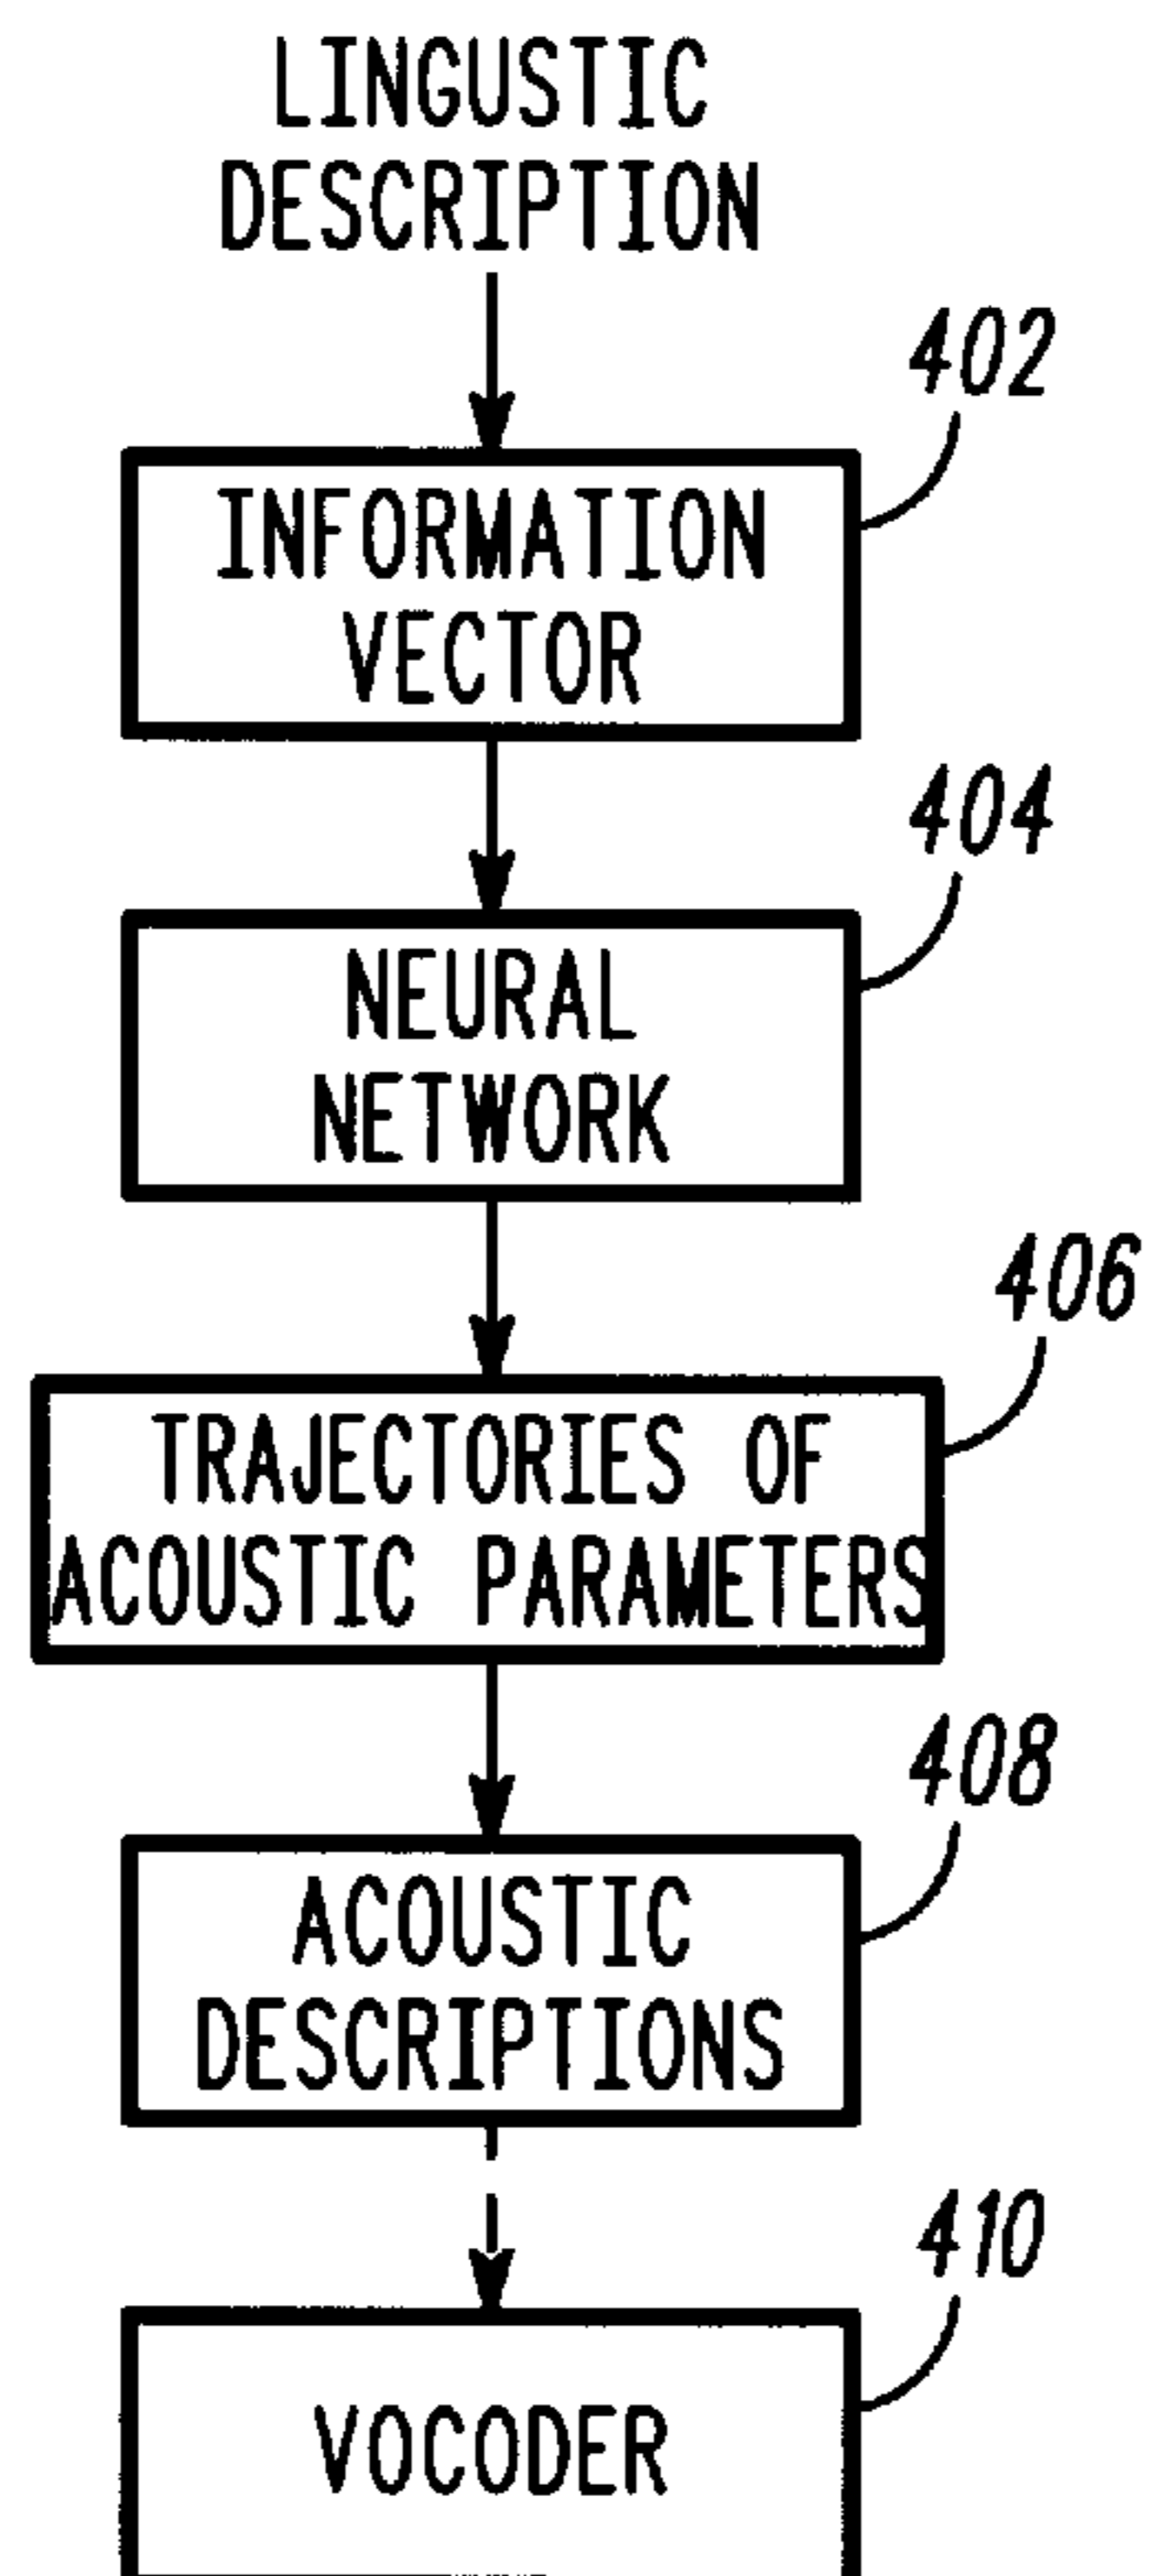 LINGUSTIC
DESCRIPTION
402
INFORMATION
VECTOR
404
NEURAL
NETWORK
406
TRAJECTORIES OF
ACOUSTIC PARAMETERS
408
ACOUSTIC
DESCRIPTIONS
410
VOCODER